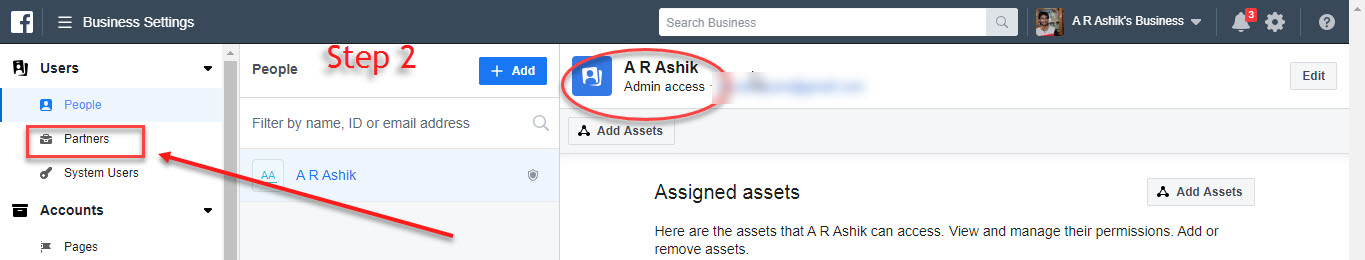 Business Settings
Search Business
A R Ashik's Business
3
Users
People
Partners
System Users
Accounts
Pages
People
Step 2
+ Add
Filter by name, ID or email address
AA
A R Ashik
A R Ashik
Admin access
Edit
Add Assets
Assigned assets
Add Assets
Here are the assets that A R Ashik can access. View and manage their permissions. Add or
remove assets.